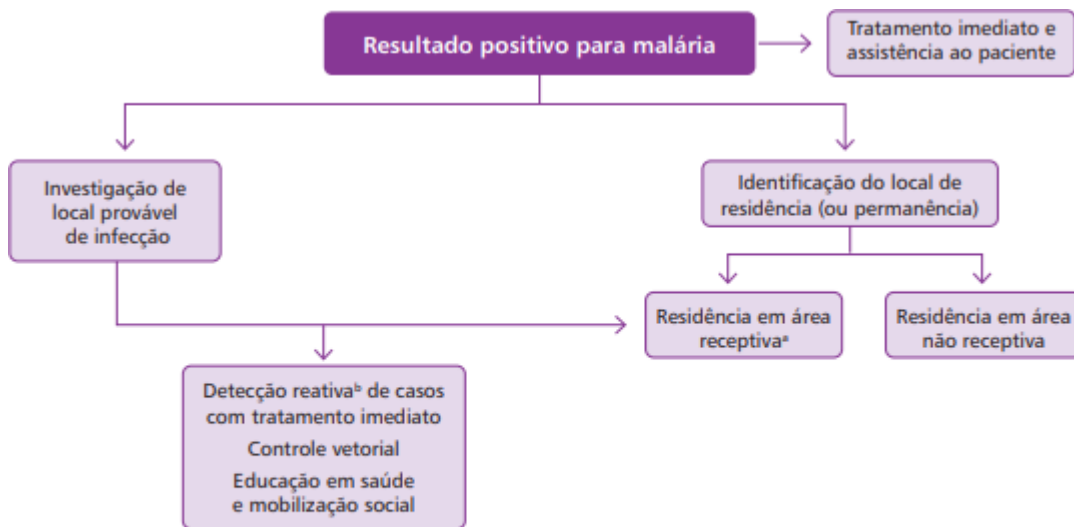 Resultado positivo para malária
Tratamento imediato e
assistência ao paciente
Investigação de
local provável
de infecção
Identificação do local de
residência (ou permanência)
Residência em área
receptivaᵃ
Residência em área
não receptiva
Detecção reativaᵇ de casos
com tratamento imediato
Controle vetorial
Educação em saúde
e mobilização social